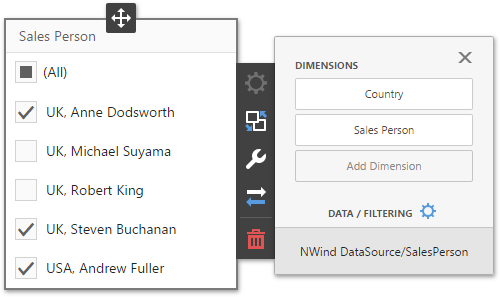 Sales Person
(All)
UK, Anne Dodsworth
UK, Michael Suyama
UK, Robert King
UK, Steven Buchanan
USA, Andrew Fuller
DIMENSIONS
Country
Sales Person
Add Dimension
DATA / FILTERING
NWind DataSource/SalesPerson